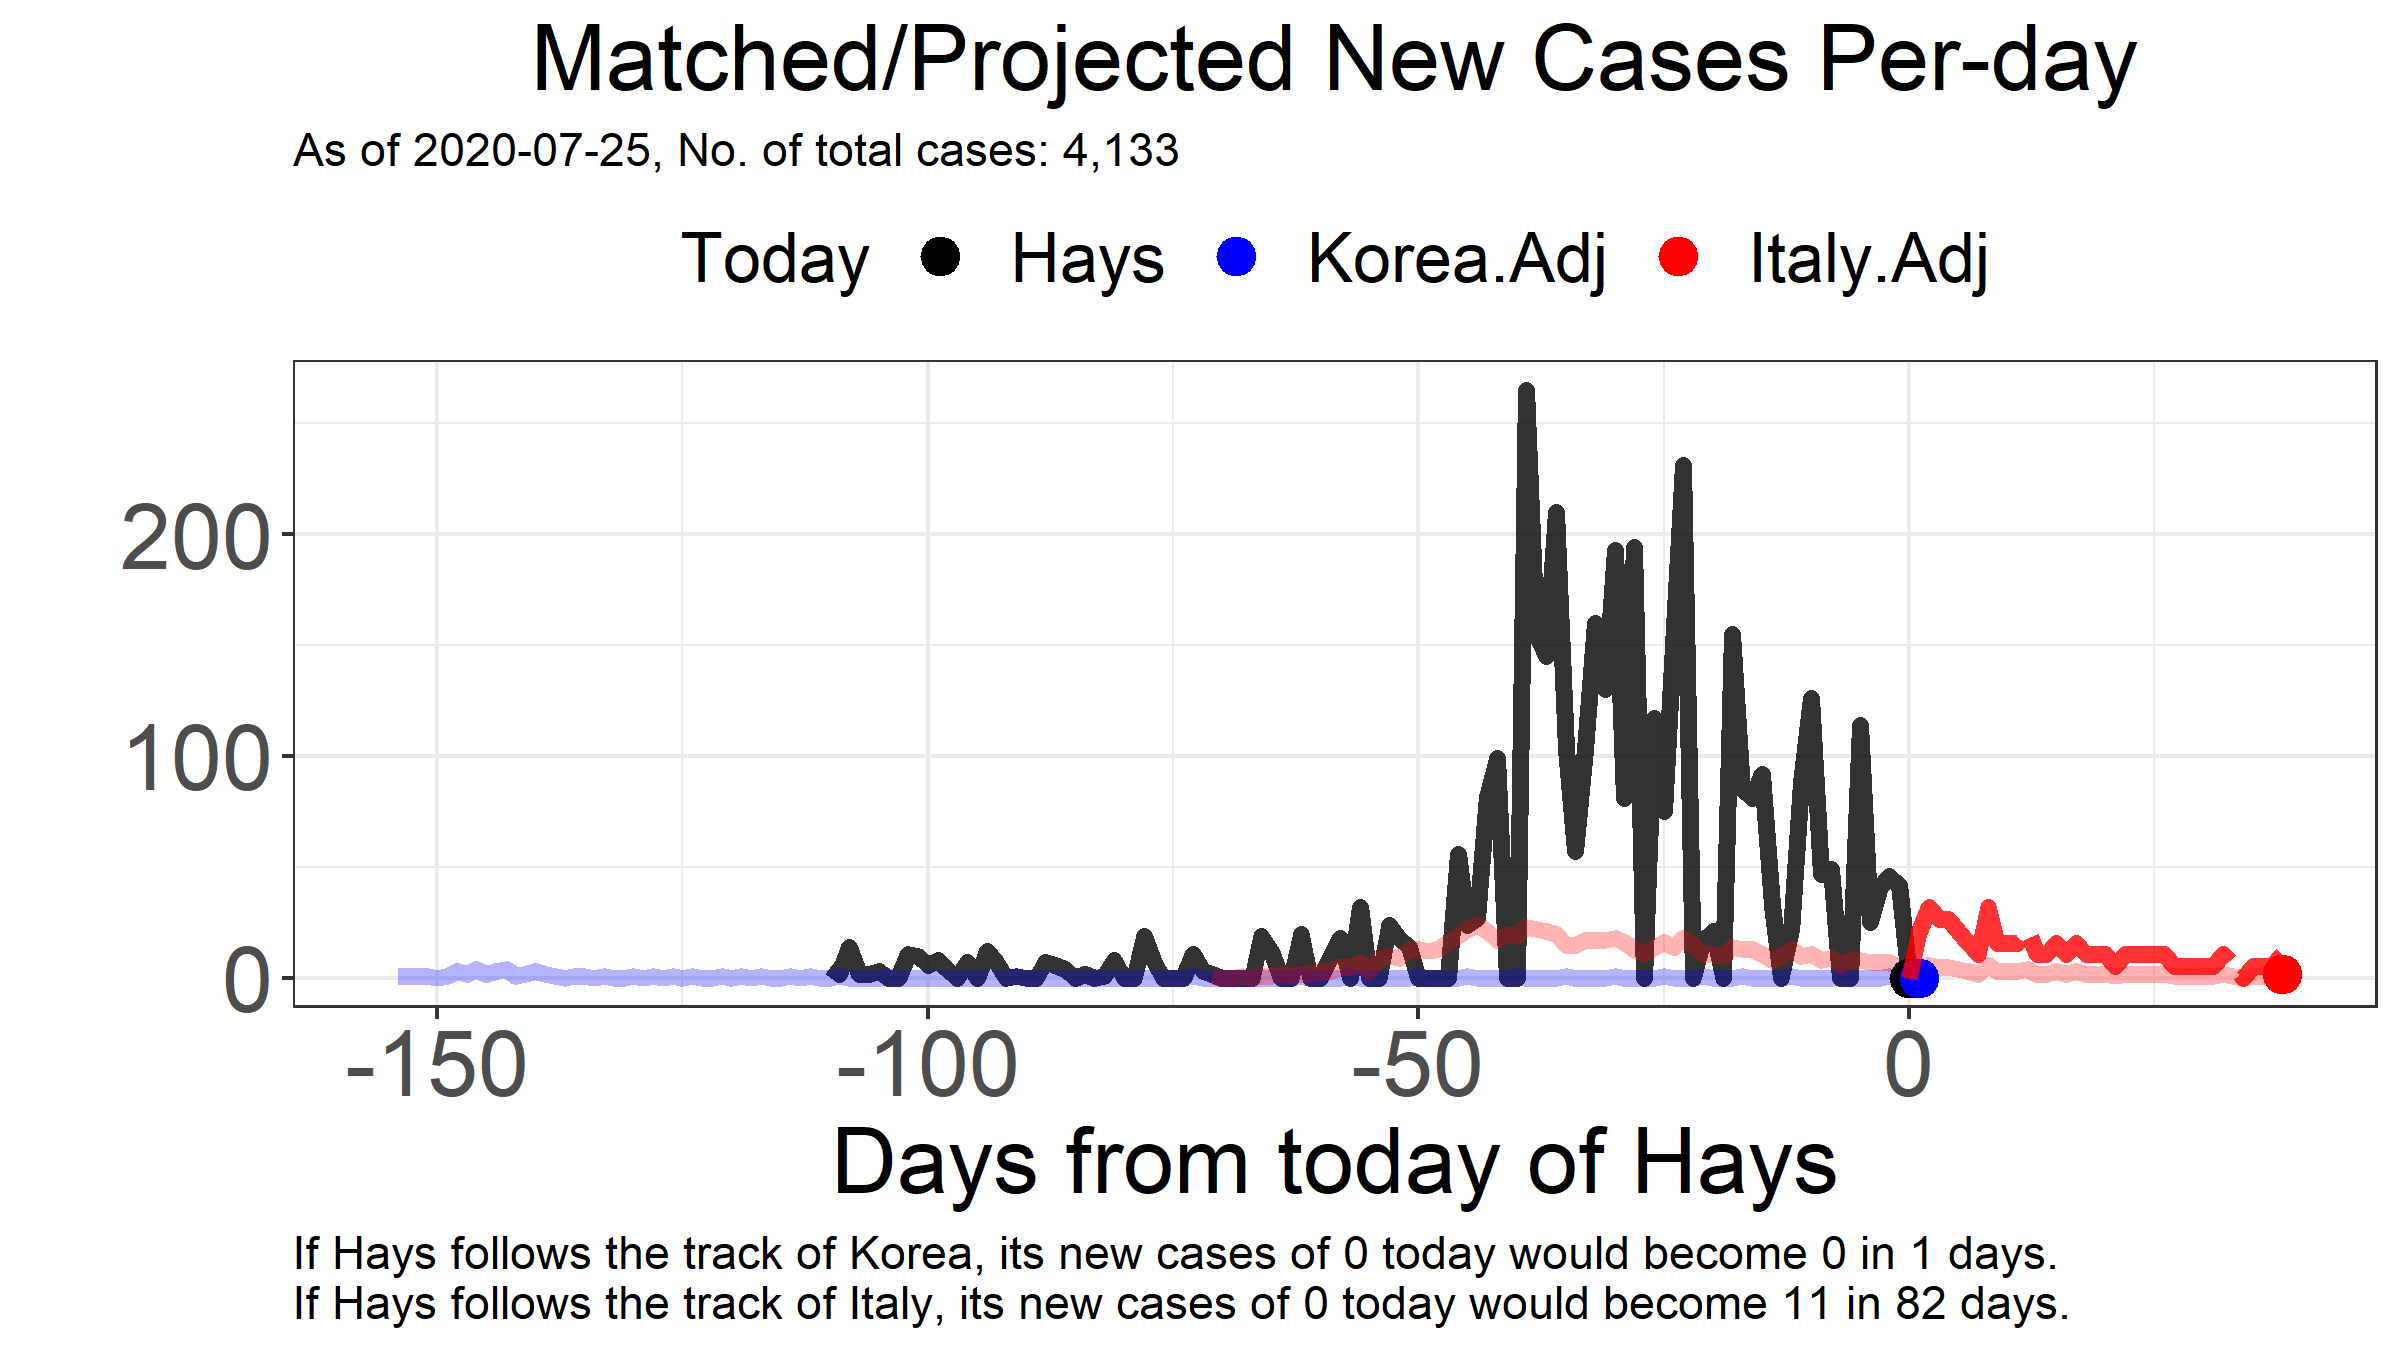 Matched/Projected New Cases Per-day
As of 2020-07-25, No. of total cases: 4,133
Today Hays Korea.Adj Italy.Adj
200
100
0
-150 -100 -50 0
Days from today of Hays
If Hays follows the track of Korea, its new cases of 0 today would become 0 in 1 days.
If Hays follows the track of Italy, its new cases of 0 today would become 11 in 82 days.